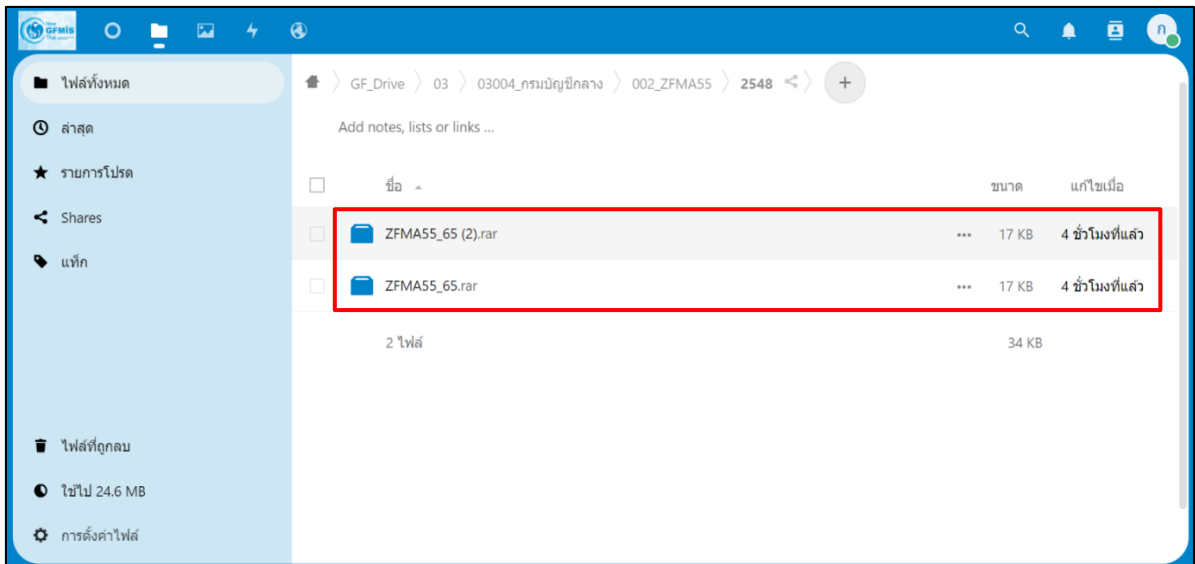 New
GFMIS
Thai
ก
ไฟล์ทั้งหมด
GF_Drive 03 03004_กรมบัญชีกลาง 002_ZFMA55 2548 +
ล่าสุด
Add notes, lists or links ...
รายการโปรด
ชื่อ ขนาด แก้ไขเมื่อ
Shares
ZFMA55_65 (2).rar ... 17 KB 4 ชั่วโมงที่แล้ว
แท็ก
ZFMA55_65.rar ... 17 KB 4 ชั่วโมงที่แล้ว
2 ไฟล์ 34 KB
ไฟล์ที่ถูกลบ
ใช้ไป 24.6 MB
การตั้งค่าไฟล์